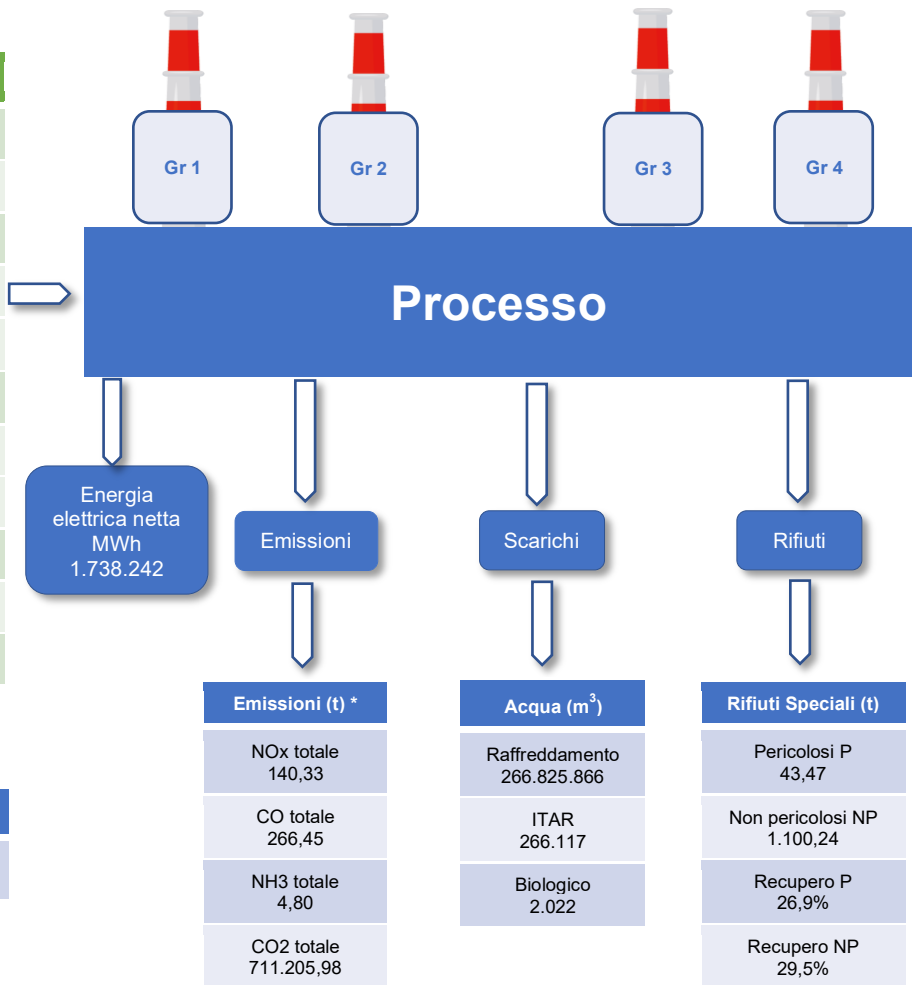 Gr 1
Gr 2
Gr 3
Gr 4
Processo
Energia
elettrica netta
MWh
1.738.242
Emissioni
Scarichi
Rifiuti
Emissioni (t) *
NOx totale
140,33
CO totale
266,45
NH3 totale
4,80
CO2 totale
711.205,98
Acqua (m³)
Raffreddamento
266.825.866
ITAR
266.117
Biologico
2.022
Rifiuti Speciali (t)
Pericolosi P
43,47
Non pericolosi NP
1.100,24
Recupero P
26,9%
Recupero NP
29,5%